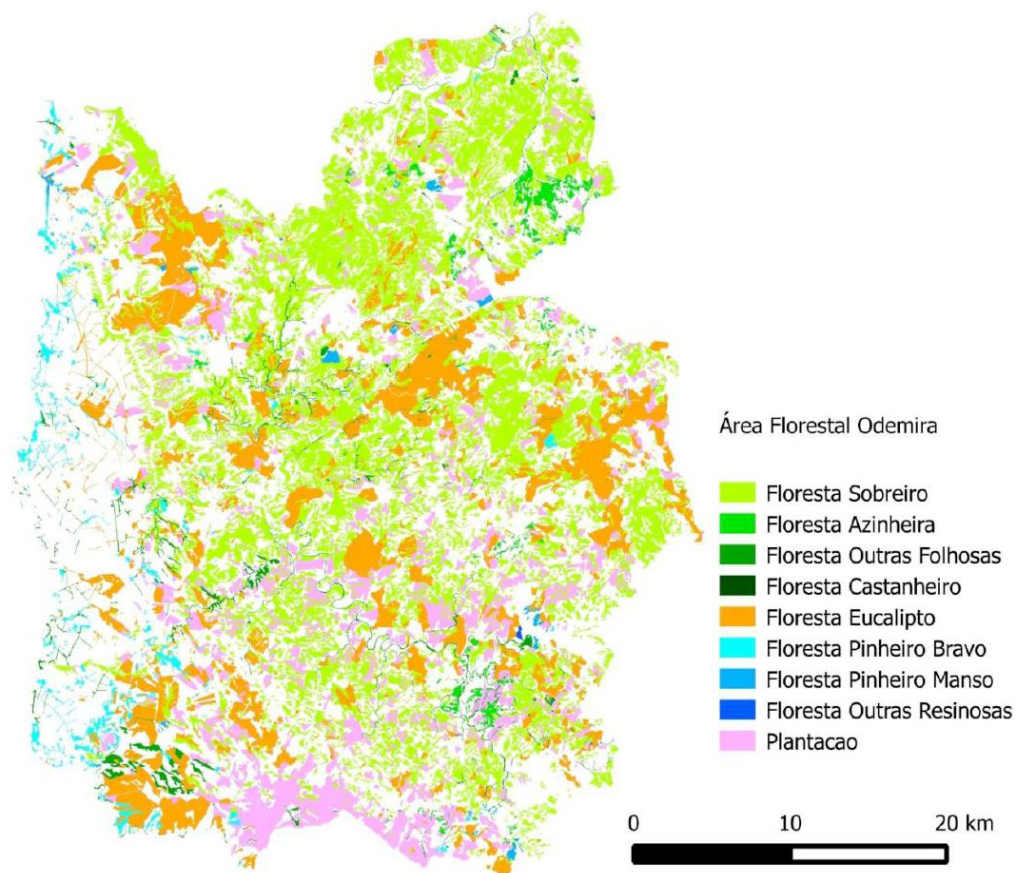 Área Florestal Odemira
Floresta Sobreiro
Floresta Azinheira
Floresta Outras Folhosas
Floresta Castanheiro
Floresta Eucalipto
Floresta Pinheiro Bravo
Floresta Pinheiro Manso
Floresta Outras Resinosas
Plantacao
0 10 20 km